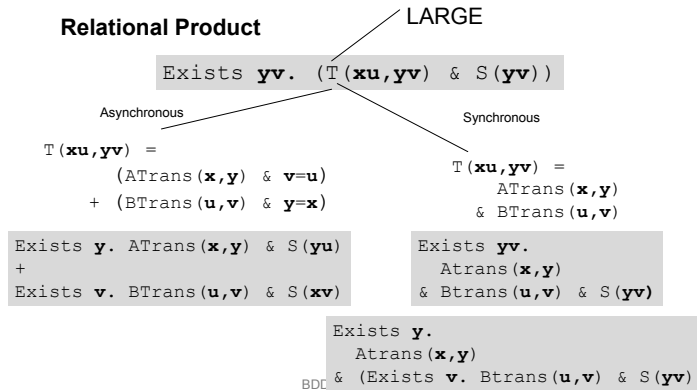 Relational Product
LARGE
Exists yv. (T(xu,yv) & S(yv))
Asynchronous
T(xu,yv) =
(ATrans(x,y) & v=u)
+ (BTrans(u,v) & y=x)
Exists y. ATrans(x,y) & S(yu)
+
Exists v. BTrans(u,v) & S(xv)
Synchronous
T(xu,yv) =
ATrans(x,y)
& BTrans(u,v)
Exists yv.
Atrans(x,y)
& Btrans(u,v) & S(yv)
Exists y.
Atrans(x,y)
& (Exists v. Btrans(u,v) & S(yv)
BDD